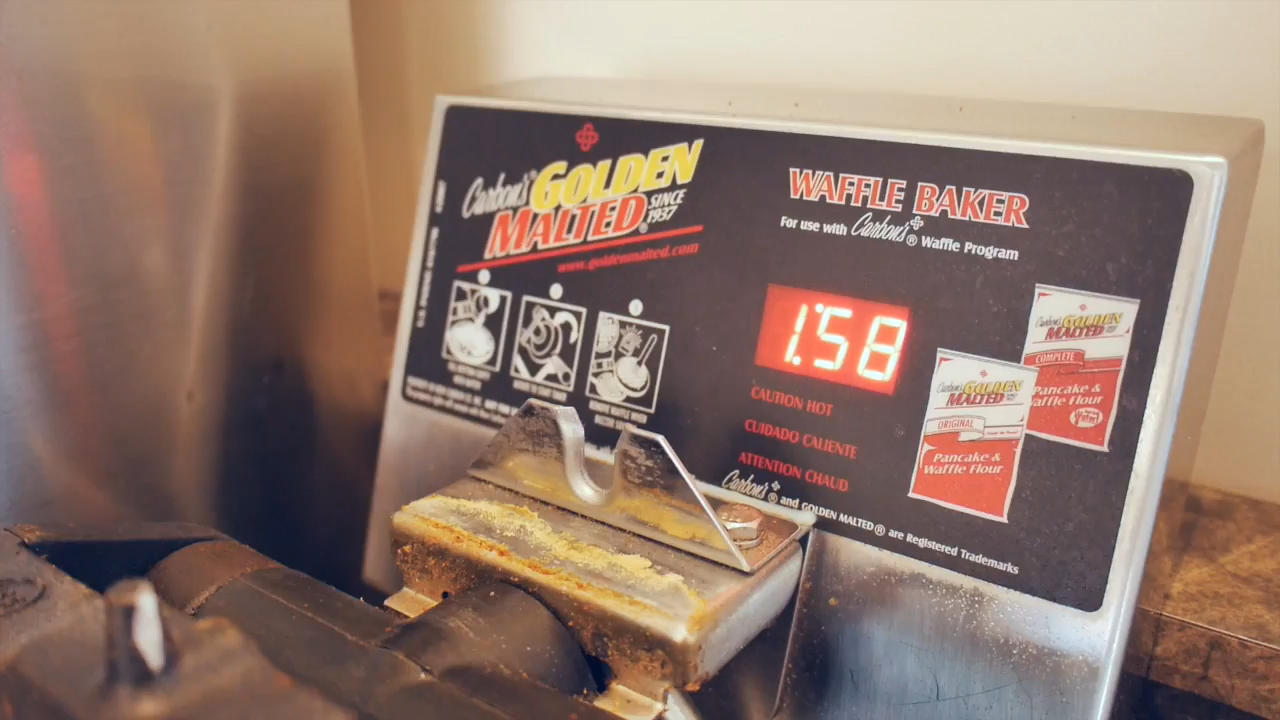 Carbon's GOLDEN
MALTED® SINCE
1937
www.goldenmalted.com
WAFFLE BAKER
For use with Carbon's® Waffle Program
1:58
CAUTION HOT
CUIDADO CALIENTE
ATTENTION CHAUD
Carbon's® and GOLDEN MALTED® are Registered Trademarks
Carbon's GOLDEN
MALTED
COMPLETE
Pancake &
Waffle Flour
Carbon's GOLDEN
MALTED
ORIGINAL
Pancake &
Waffle Flour